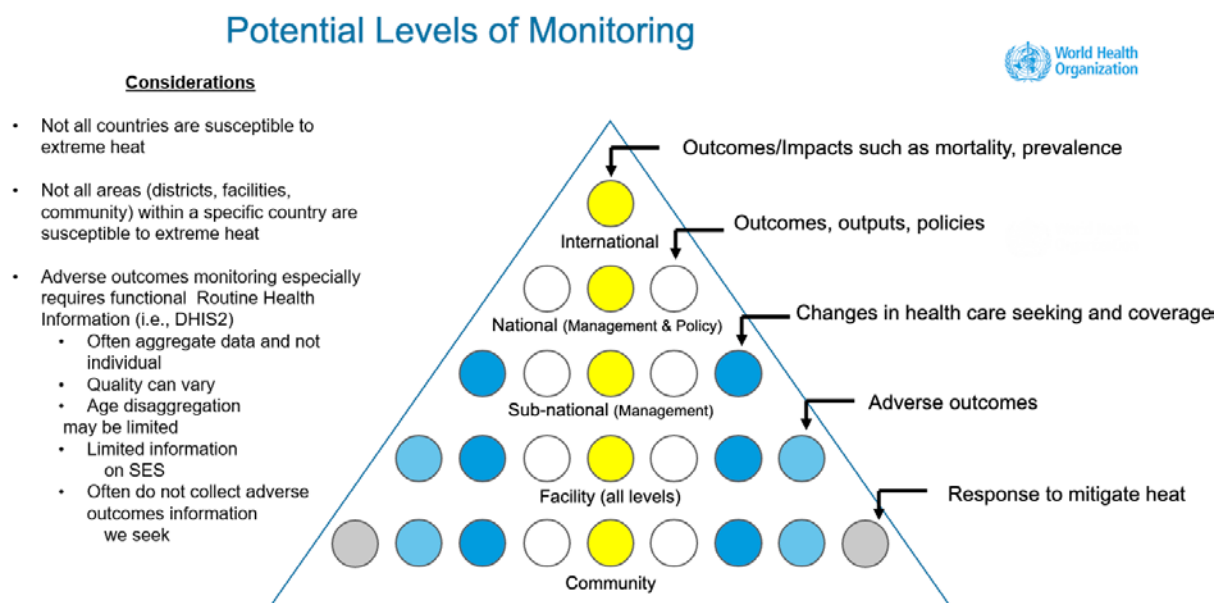 Potential Levels of Monitoring
World Health
Organization
Considerations
• Not all countries are susceptible to
extreme heat
• Not all areas (districts, facilities,
community) within a specific country are
susceptible to extreme heat
• Adverse outcomes monitoring especially
requires functional Routine Health
Information (i.e., DHIS2)
• Often aggregate data and not
individual
• Quality can vary
• Age disaggregation
may be limited
• Limited information
on SES
• Often do not collect adverse
outcomes information
we seek
Outcomes/Impacts such as mortality, prevalence
International
Outcomes, outputs, policies
National (Management & Policy)
Changes in health care seeking and coverage
Sub-national (Management)
Adverse outcomes
Facility (all levels)
Response to mitigate heat
Community